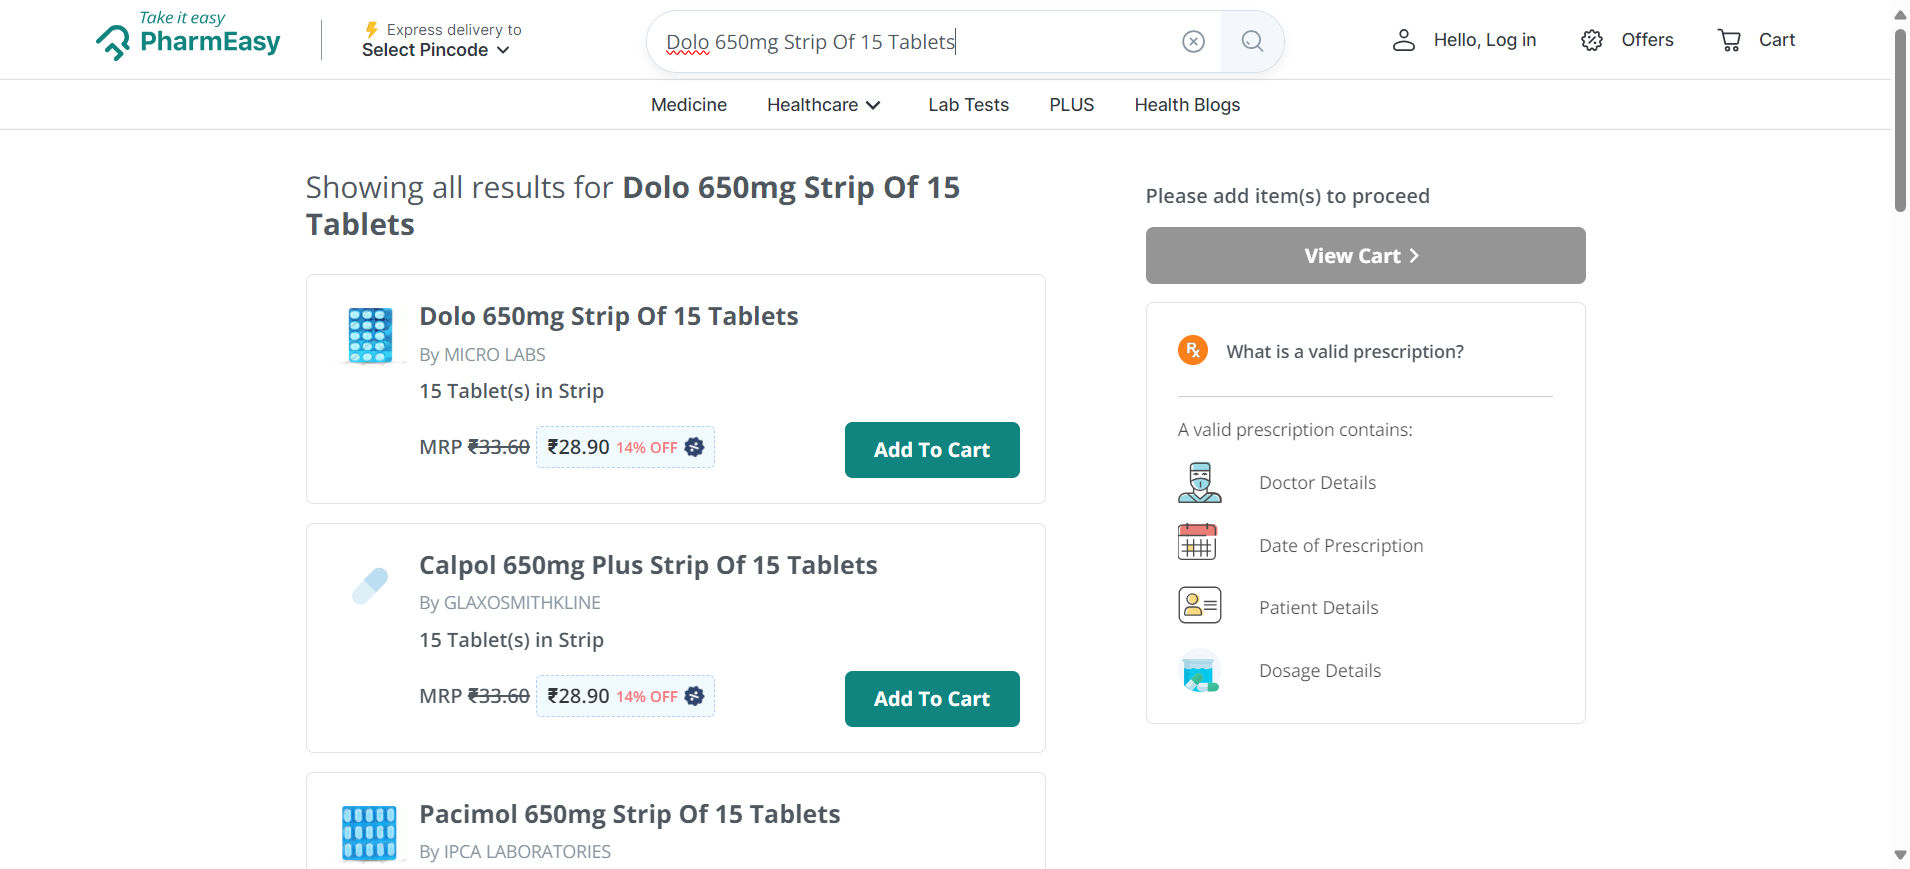 Take it easy
PharmEasy
Express delivery to
Select Pincode
Dolo 650mg Strip Of 15 Tablets
Hello, Log in
Offers
Cart
Medicine
Healthcare
Lab Tests
PLUS
Health Blogs
Showing all results for Dolo 650mg Strip Of 15
Tablets
Dolo 650mg Strip Of 15 Tablets
By MICRO LABS
15 Tablet(s) in Strip
MRP ₹33.60 ₹28.90 14% OFF
Add To Cart
Calpol 650mg Plus Strip Of 15 Tablets
By GLAXOSMITHKLINE
15 Tablet(s) in Strip
MRP ₹33.60 ₹28.90 14% OFF
Add To Cart
Pacimol 650mg Strip Of 15 Tablets
By IPCA LABORATORIES
Please add item(s) to proceed
View Cart
Rx What is a valid prescription?
A valid prescription contains:
Doctor Details
Date of Prescription
Patient Details
Dosage Details